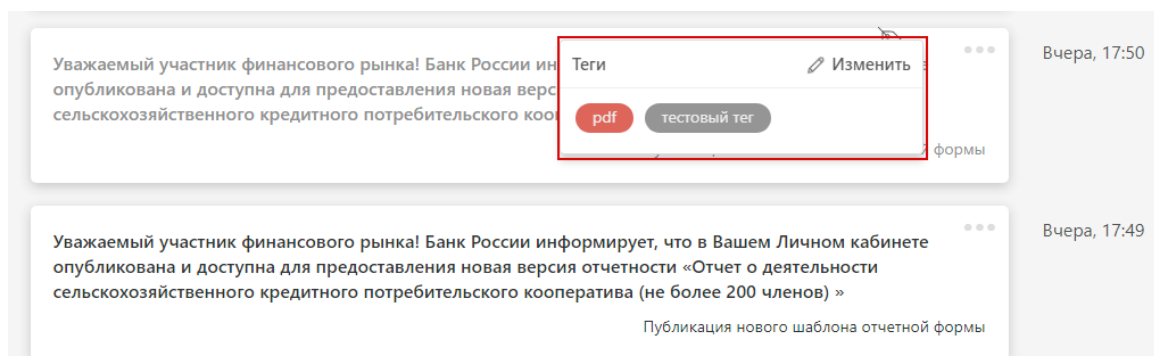 Уважаемый участник финансового рынка! Банк России ин
Вчера, 17:50
опубликована и доступна для предоставления новая верс
сельскохозяйственного кредитного потребительского коо
Теги
Изменить
pdf
тестовый тег
формы
Уважаемый участник финансового рынка! Банк России информирует, что в Вашем Личном кабинете
Вчера, 17:49
опубликована и доступна для предоставления новая версия отчетности «Отчет о деятельности
сельскохозяйственного кредитного потребительского кооператива (не более 200 членов) »
Публикация нового шаблона отчетной формы